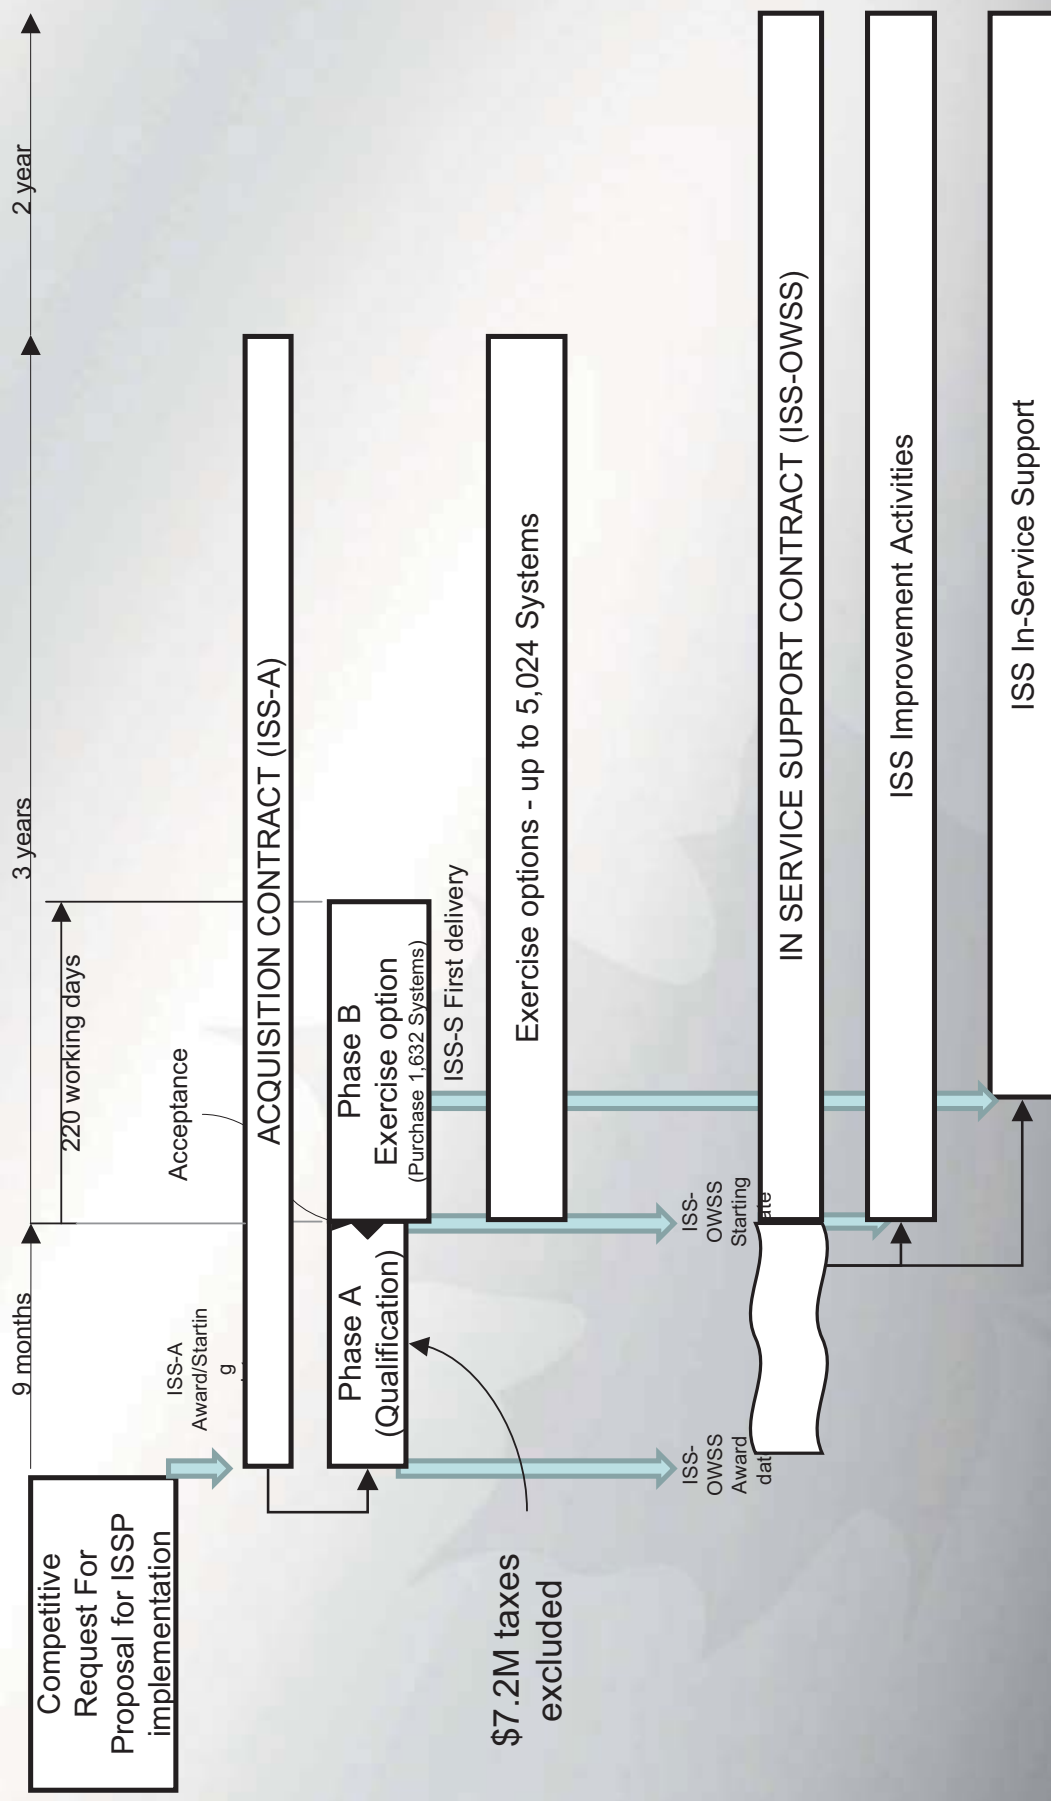 9 months
3 years
2 year
220 working days
Competitive
Request For
Proposal for ISSP
implementation
ISS-A
Award/Startin
g
Acceptance
ACQUISITION CONTRACT (ISS-A)
Phase A
(Qualification)
Phase B
Exercise option
(Purchase 1,632 Systems)
ISS-S First delivery
Exercise options - up to 5,024 Systems
$7.2M taxes
excluded
ISS-
OWSS
Award
date
ISS-
OWSS
Starting
IN SERVICE SUPPORT CONTRACT (ISS-OWSS)
ISS Improvement Activities
ISS In-Service Support